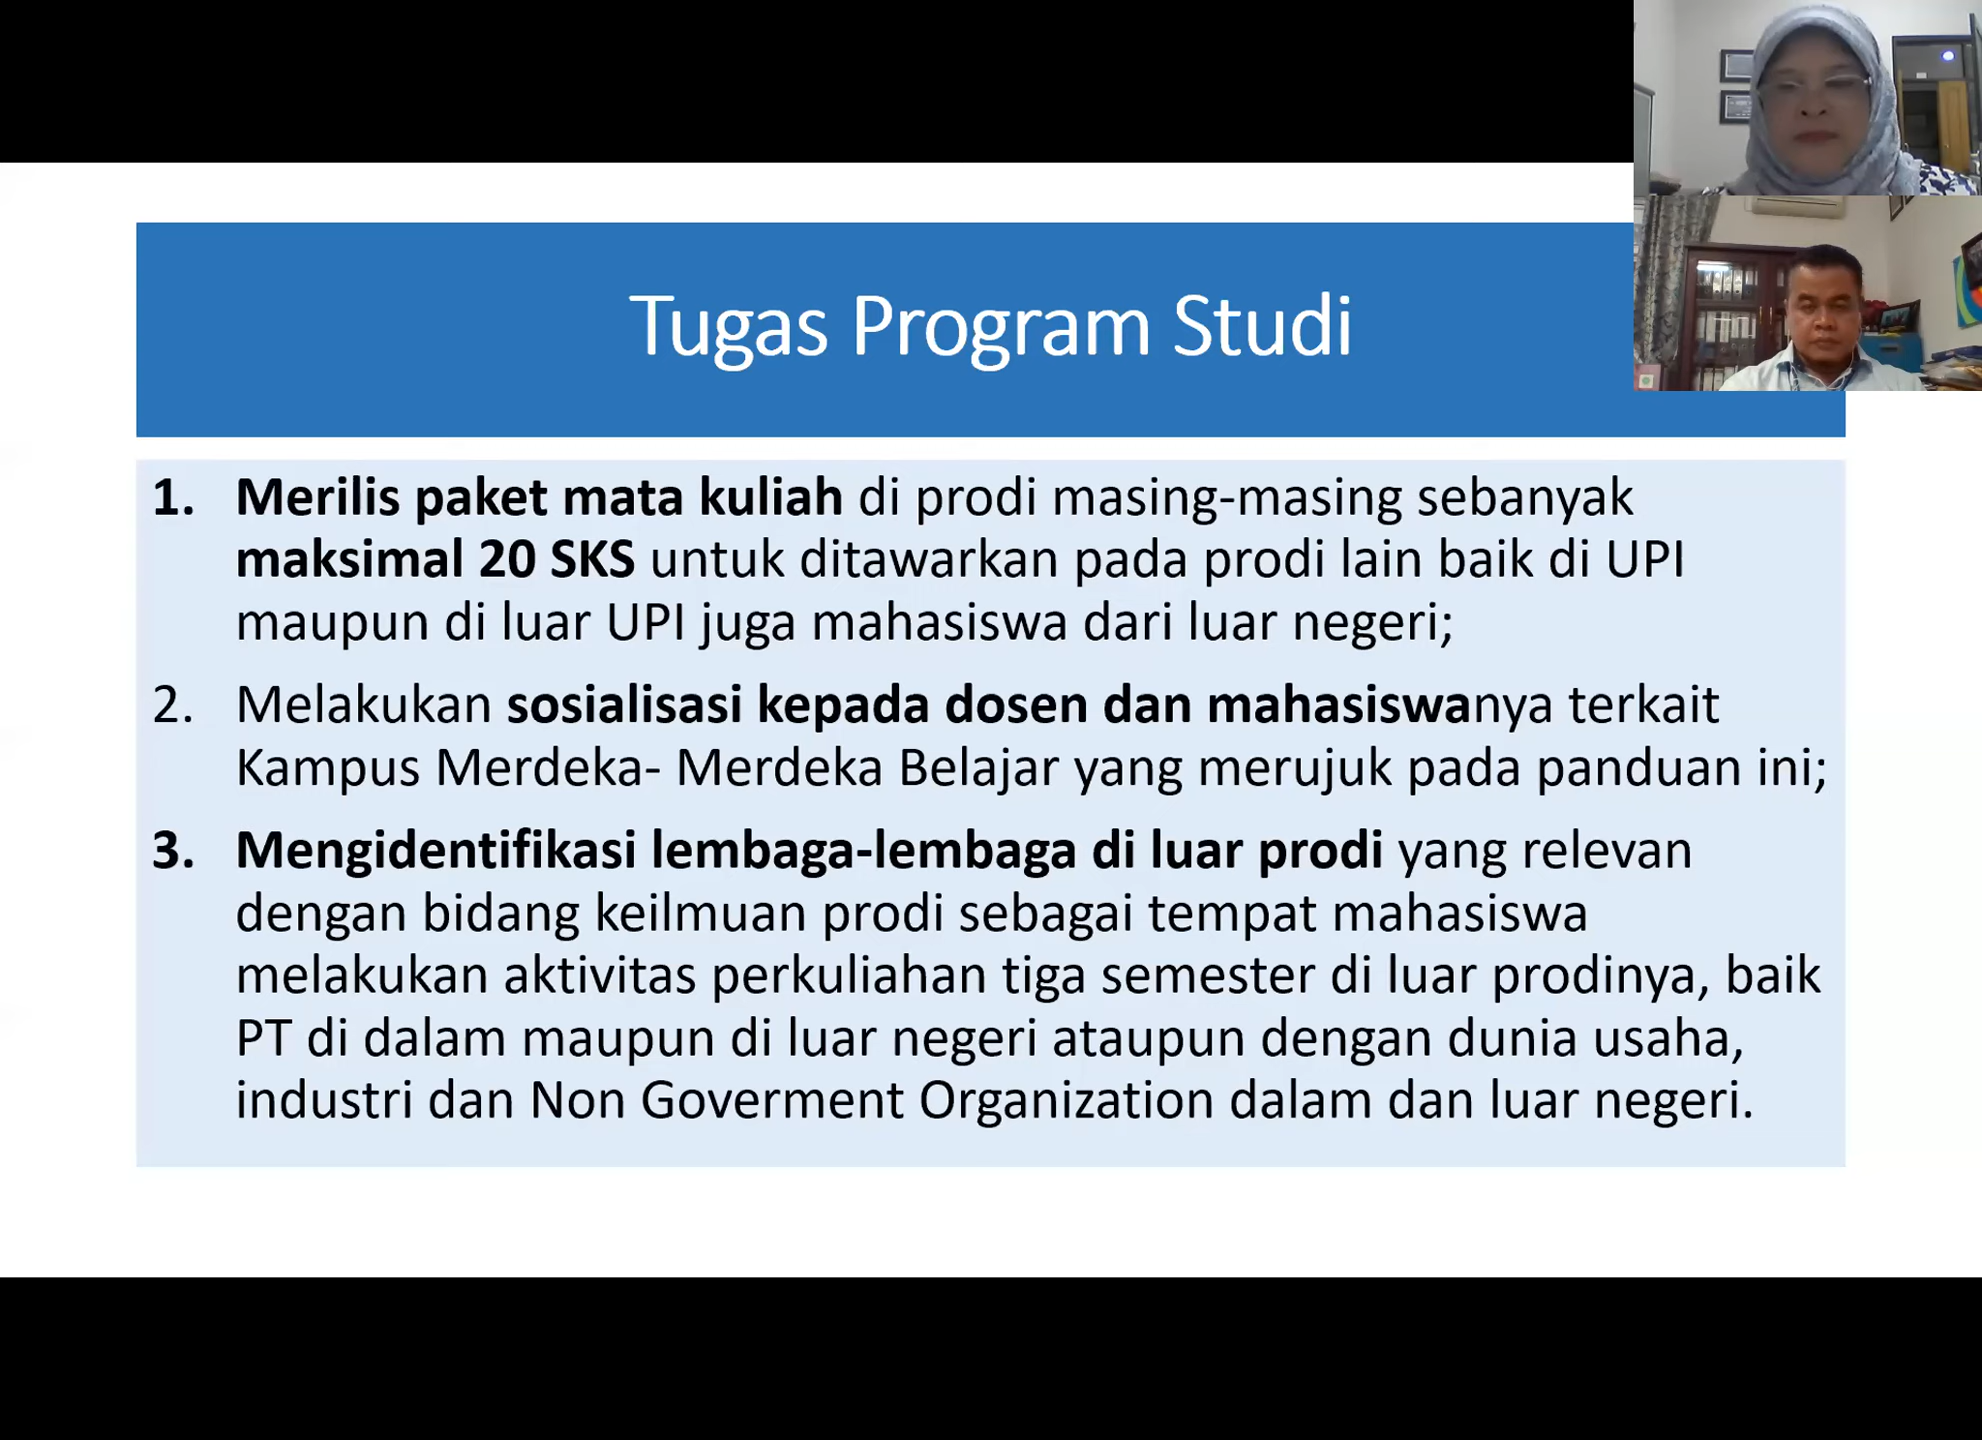 Tugas Program Studi
1. Merilis paket mata kuliah di prodi masing-masing sebanyak
maksimal 20 SKS untuk ditawarkan pada prodi lain baik di UPI
maupun di luar UPI juga mahasiswa dari luar negeri;
2. Melakukan sosialisasi kepada dosen dan mahasiswanya terkait
Kampus Merdeka- Merdeka Belajar yang merujuk pada panduan ini;
3. Mengidentifikasi lembaga-lembaga di luar prodi yang relevan
dengan bidang keilmuan prodi sebagai tempat mahasiswa
melakukan aktivitas perkuliahan tiga semester di luar prodinya, baik
PT di dalam maupun di luar negeri ataupun dengan dunia usaha,
industri dan Non Goverment Organization dalam dan luar negeri.